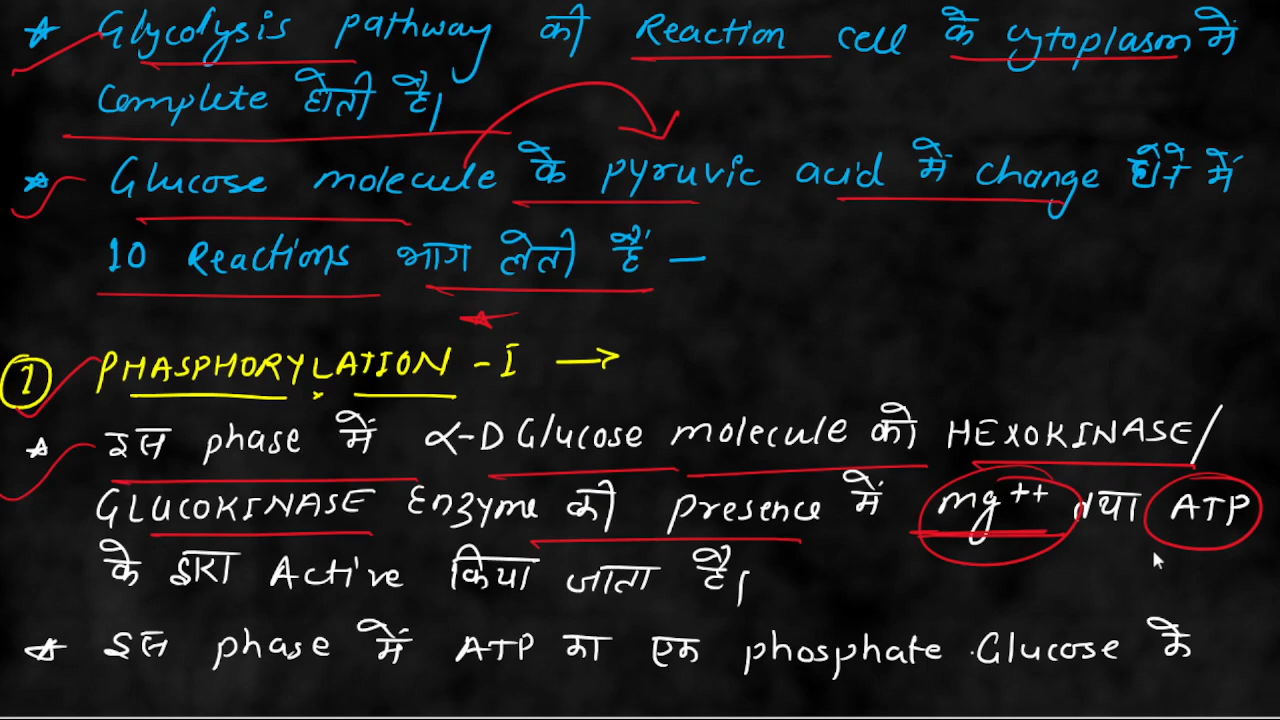 * Glycolysis pathway की Reaction cell के cytoplasm में
Complete होती है।
* Glucose molecule के pyruvic acid में change होने में
10 Reactions भाग लेती हैं —
① PHASPHORYLATION - I →
* इस phase में α-D Glucose molecule को HEXOKINASE/
GLUCOKINASE Enzyme की presence में mg++ तथा ATP
के द्वारा Active किया जाता है।
* इस phase में ATP का एक phosphate Glucose के